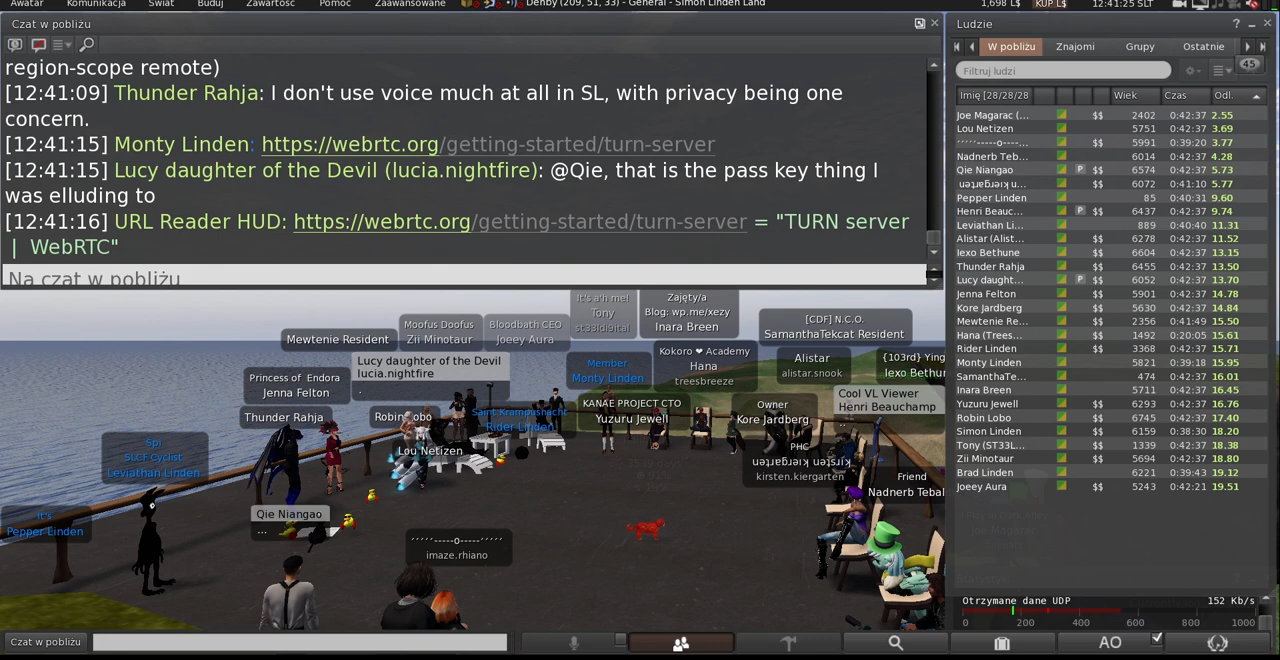 Awatar Komunikacja Świat Buduj Zawartość Pomoc Zaawansowane Denby (209, 51, 33) - General - Simon Linden Land 1,698 L$ KUP L$ 12:41:25 SLT
Czat w pobliżu
region-scope remote)
[12:41:09] Thunder Rahja: I don't use voice much at all in SL, with privacy being one
concern.
[12:41:15] Monty Linden: https://webrtc.org/getting-started/turn-server
[12:41:15] Lucy daughter of the Devil (lucia.nightfire): @Qie, that is the pass key thing I
was elluding to
[12:41:16] URL Reader HUD: https://webrtc.org/getting-started/turn-server = "TURN server
| WebRTC"
Na czat w pobliżu
It's a'h me!
Tony
st33ldi9ital
Zajęty/a
Blog: wp.me/xezy
Inara Breen
[CDF] N.C.O.
SamanthaTekcat Resident
Mewtenie Resident
Moofus Doofus
Zii Minotaur
Bloodbath CEO
Joeey Aura
Lucy daughter of the Devil
lucia.nightfire
.
Member
Monty Linden
Kokoro ❤ Academy
Hana
treesbreeze
Alistar
alistar.snook
{103rd} Ying
Iexo Bethun
Princess of Endora
Jenna Felton
Thunder Rahja
Robin Lobo
Saint Krampushacht
Rider Linden
KANAE PROJECT CTO
Yuzuru Jewell
Owner
Kore Jardberg
Cool VL Viewer
Henri Beauchamp
Spi
SLCF Cyclist
Leviathan Linden
Lou Netizen
PHC
kirsten.kiergarten
Friend
Nadnerb Tebal
It's
Pepper Linden
Qie Niangao
...
´´´´´-----o-----´´´´´
imaze.rhiano
Czat w pobliżu
AO
Ludzie
W pobliżu Znajomi Grupy Ostatnie
Filtruj ludzi
45
Imię [28/28/28 Wiek Czas Odl.
Joe Magarac (... $$ 2402 0:42:37 2.55
Lou Netizen 5751 0:42:37 3.69
´´´´´-----o----... $$ 5991 0:39:20 3.77
Nadnerb Teb... 6014 0:42:37 4.28
Qie Niangao P $$ 6574 0:42:37 5.73
$$ 6072 0:41:10 5.77
Pepper Linden 85 0:40:31 9.60
Henri Beauc... P $$ 6437 0:42:37 9.74
Leviathan Li... 889 0:40:40 11.31
Alistar (Alist... $$ 6278 0:42:37 11.52
Iexo Bethune $$ 6604 0:42:37 13.15
Thunder Rahja $$ 6455 0:42:37 13.50
Lucy daught... P $$ 6052 0:42:37 13.70
Jenna Felton $$ 5901 0:42:37 14.78
Kore Jardberg $$ 5630 0:42:37 14.84
Mewtenie Re... $$ 2356 0:41:49 15.50
Hana (Trees... $$ 1492 0:20:05 15.61
Rider Linden $$ 3368 0:42:37 15.71
Monty Linden 5821 0:39:18 15.95
SamanthaTe... $$ 474 0:42:37 16.01
Inara Breen $$ 5711 0:42:37 16.45
Yuzuru Jewell $$ 6293 0:42:37 16.76
Robin Lobo $$ 6745 0:42:37 17.40
Simon Linden $$ 6159 0:38:30 18.20
Tony (ST33L... $$ 1339 0:42:37 18.38
Zii Minotaur $$ 5694 0:42:37 18.80
Brad Linden 6221 0:39:43 19.12
Joeey Aura $$ 5243 0:42:21 19.51
Otrzymane dane UDP 152 Kb/s
0 200 400 600 800 1000